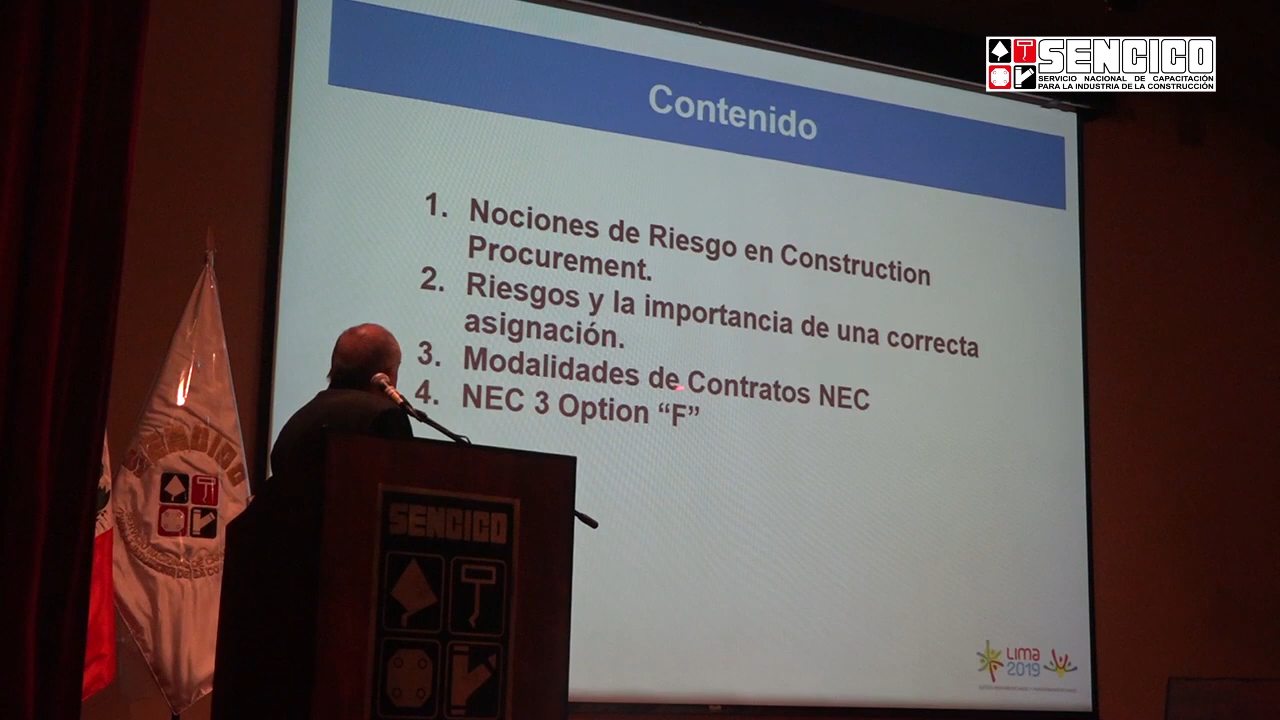 SENCICO
SERVICIO NACIONAL DE CAPACITACIÓN
PARA LA INDUSTRIA DE LA CONSTRUCCIÓN
Contenido
1. Nociones de Riesgo en Construction
Procurement.
2. Riesgos y la importancia de una correcta
asignación.
3. Modalidades de Contratos NEC
4. NEC 3 Option “F”
SENCICO
SENCICO
Lima
2019